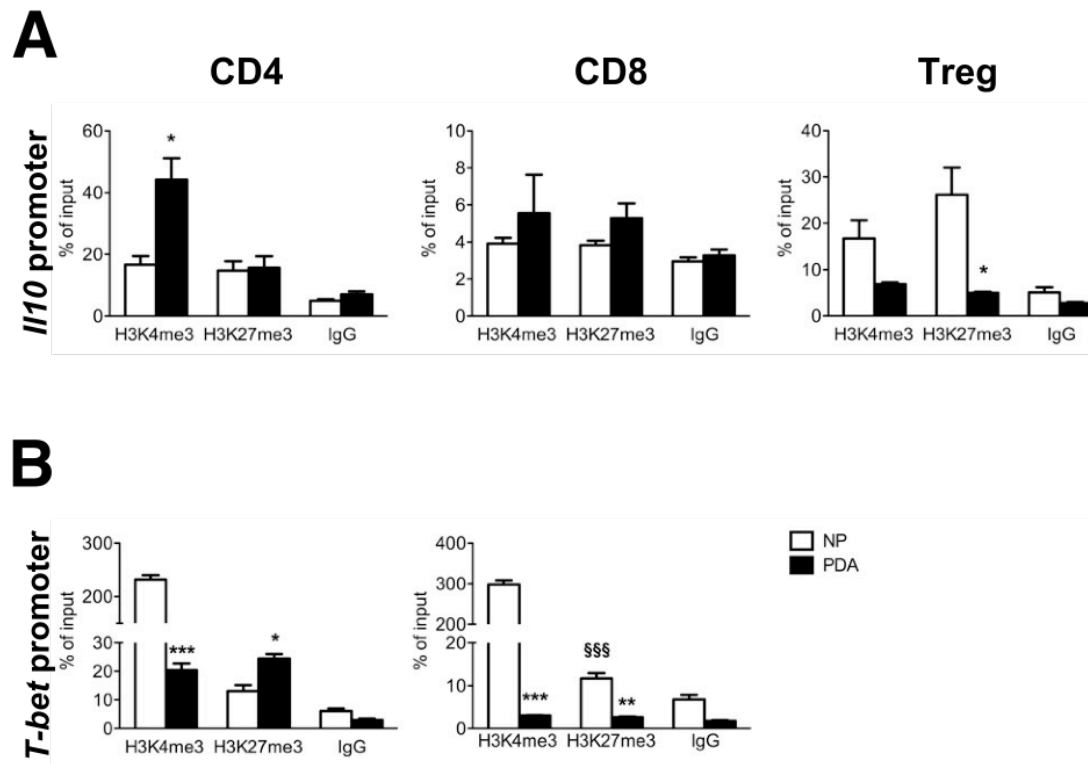 A
CD4
CD8
Treg
Il10 promoter
% of input
60
40
20
0
*
H3K4me3 H3K27me3 IgG
% of input
10
8
6
4
2
0
H3K4me3 H3K27me3 IgG
% of input
40
30
20
10
0
*
H3K4me3 H3K27me3 IgG
B
T-bet promoter
% of input
300
200
30
20
10
0
***
*
H3K4me3 H3K27me3 IgG
% of input
400
300
200
20
10
0
***
§§§
**
H3K4me3 H3K27me3 IgG
NP
PDA